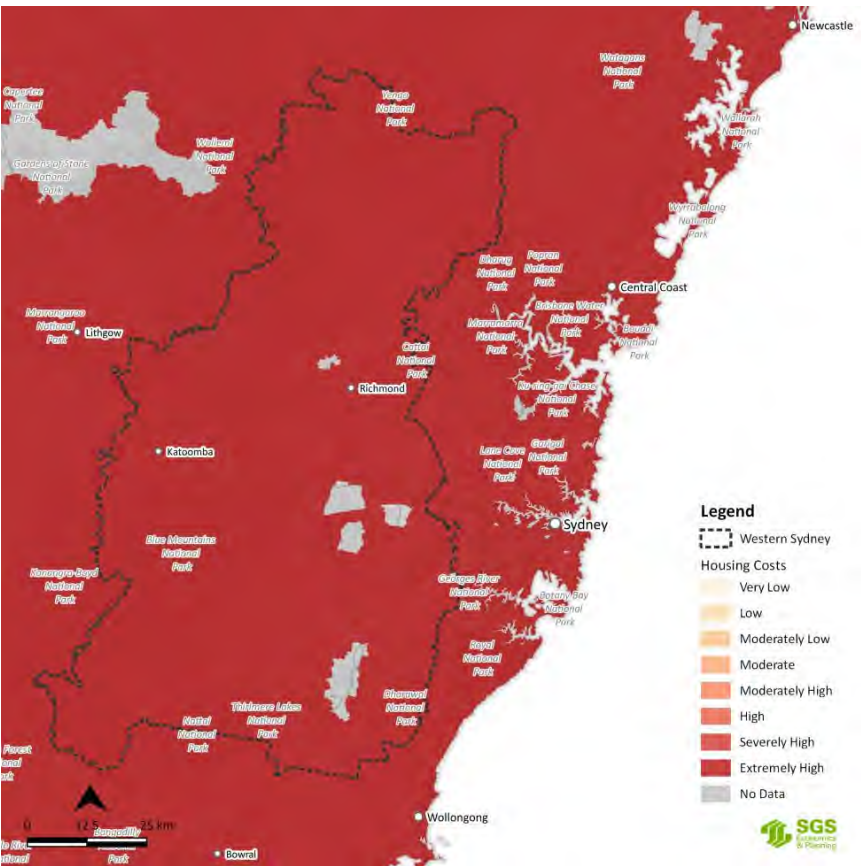 Newcastle
Watagans
National
Park
Capertee
National
Park
Yengo
National
Park
Wallarah
National
Park
Wollemi
National
Park
Gardens of Stone
National
Park
Wyrrabalong
National
Park
Dharug
National
Park
Popran
National
Park
Central Coast
Brisbane Water
National
Park
Marrangaroo
National
Park
Lithgow
Marramarra
National
Park
Bouddi
National
Park
Cattai
National
Park
Richmond
Ku-ring-gai Chase
National
Park
Katoomba
Lane Cove
National
Park
Garigal
National
Park
Sydney
Blue Mountains
National
Park
Kanangra-Boyd
National
Park
Georges River
National
Park
Botany Bay
National
Park
Royal
National
Park
Dharawal
National
Park
Thirlmere Lakes
National
Park
Nattai
National
Park
Forest
onal
ark
0 12.5 25 km
Bangadilly
Park
Bowral
Wollongong
Legend
Western Sydney
Housing Costs
Very Low
Low
Moderately Low
Moderate
Moderately High
High
Severely High
Extremely High
No Data
SGS
Economics
& Planning